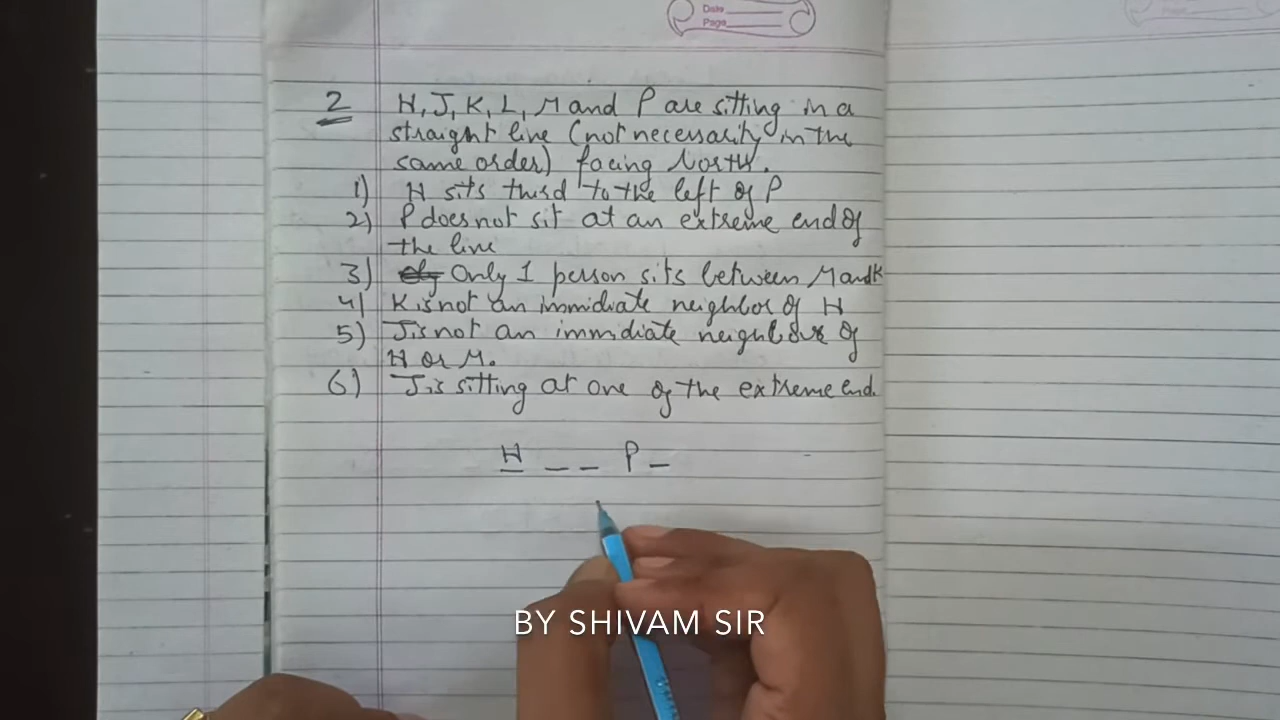 Date
Page
2 H, J, K, L, M and P are sitting in a
straight line (not necessarily in the
same order) facing North.
1) H sits third to the left of P
2) P does not sit at an extreme end of
the line
3) Only 1 person sits between M and K
4) K is not an immidiate neighbor of H
5) J is not an immidiate neighbour of
H or M.
6) J is sitting at one of the extreme end.
H _ _ P _
BY SHIVAM SIR